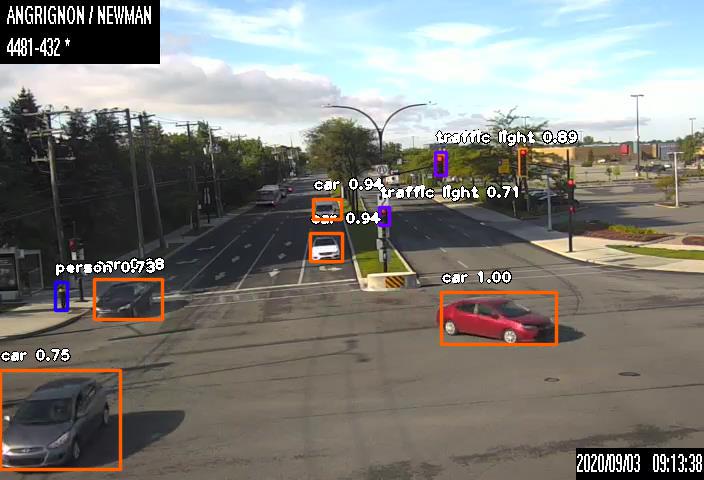 ANGRIGNON / NEWMAN
4481-432 *
traffic light 0.89
car 0.94
traffic light 0.71
car 0.94
person 0.73
car 1.00
car 0.75
2020/09/03 09:13:38